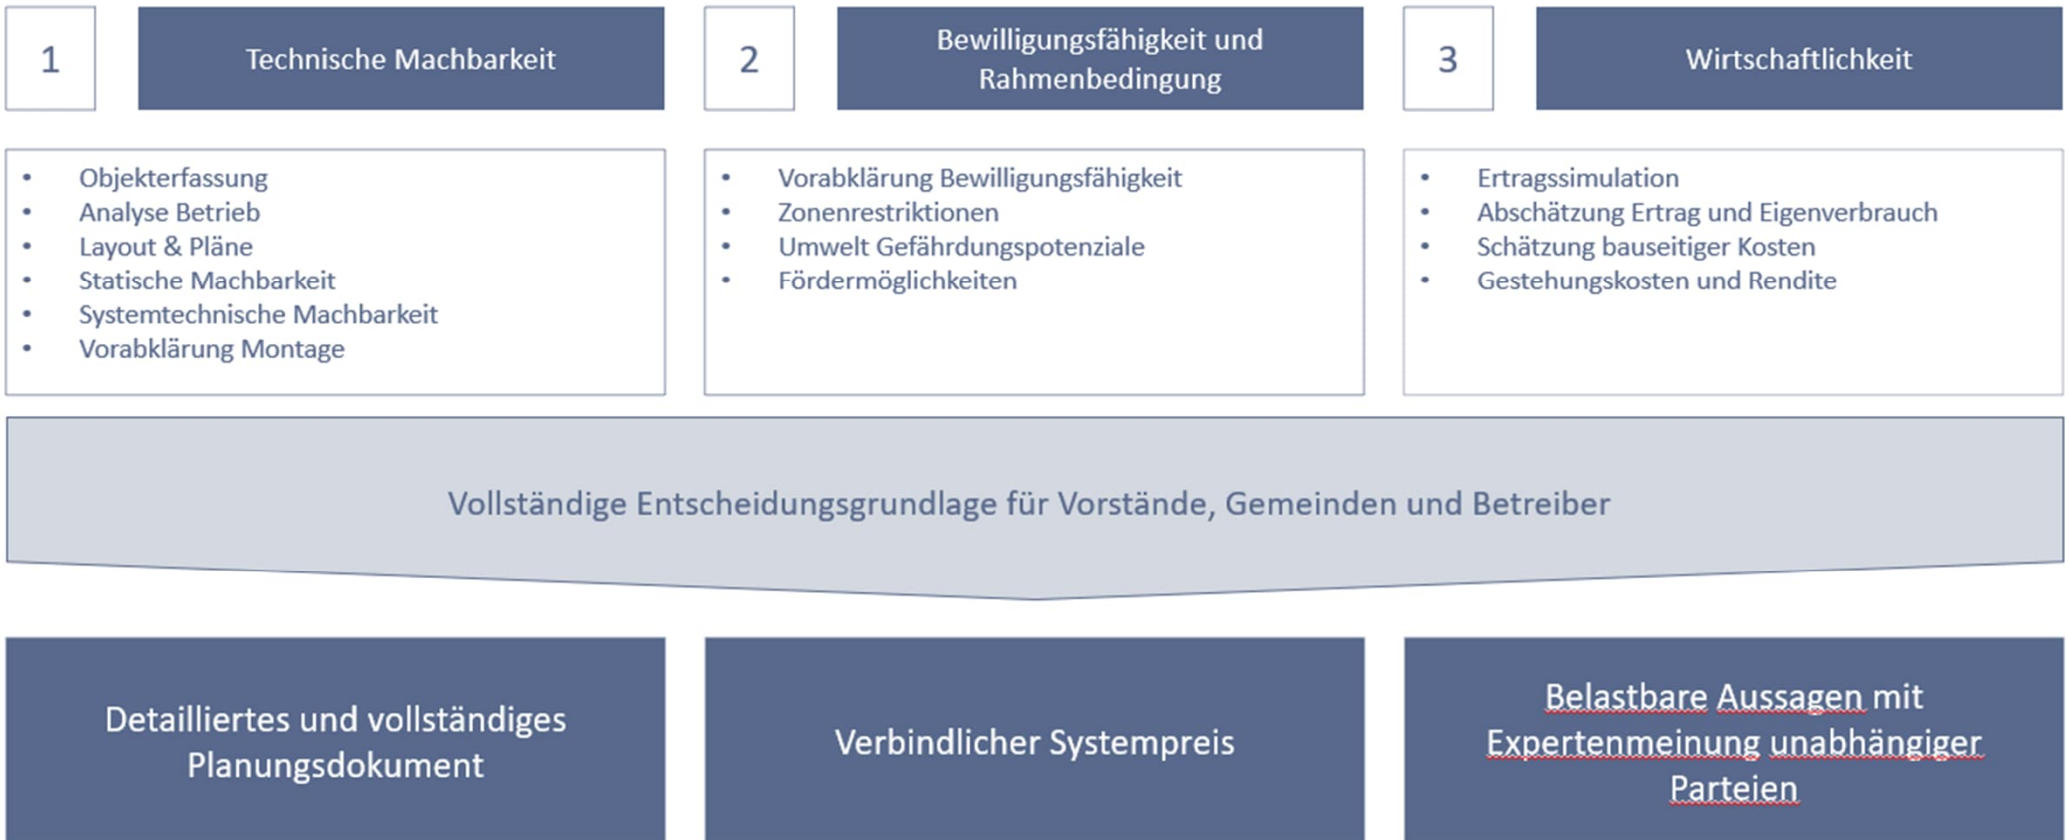 1
Technische Machbarkeit
2
Bewilligungsfähigkeit und
Rahmenbedingung
3
Wirtschaftlichkeit
• Objekterfassung
• Analyse Betrieb
• Layout & Pläne
• Statische Machbarkeit
• Systemtechnische Machbarkeit
• Vorabklärung Montage
• Vorabklärung Bewilligungsfähigkeit
• Zonenrestriktionen
• Umwelt Gefährdungspotenziale
• Fördermöglichkeiten
• Ertragssimulation
• Abschätzung Ertrag und Eigenverbrauch
• Schätzung bauseitiger Kosten
• Gestehungskosten und Rendite
Vollständige Entscheidungsgrundlage für Vorstände, Gemeinden und Betreiber
Detailliertes und vollständiges
Planungsdokument
Verbindlicher Systempreis
Belastbare Aussagen mit
Expertenmeinung unabhängiger
Parteien